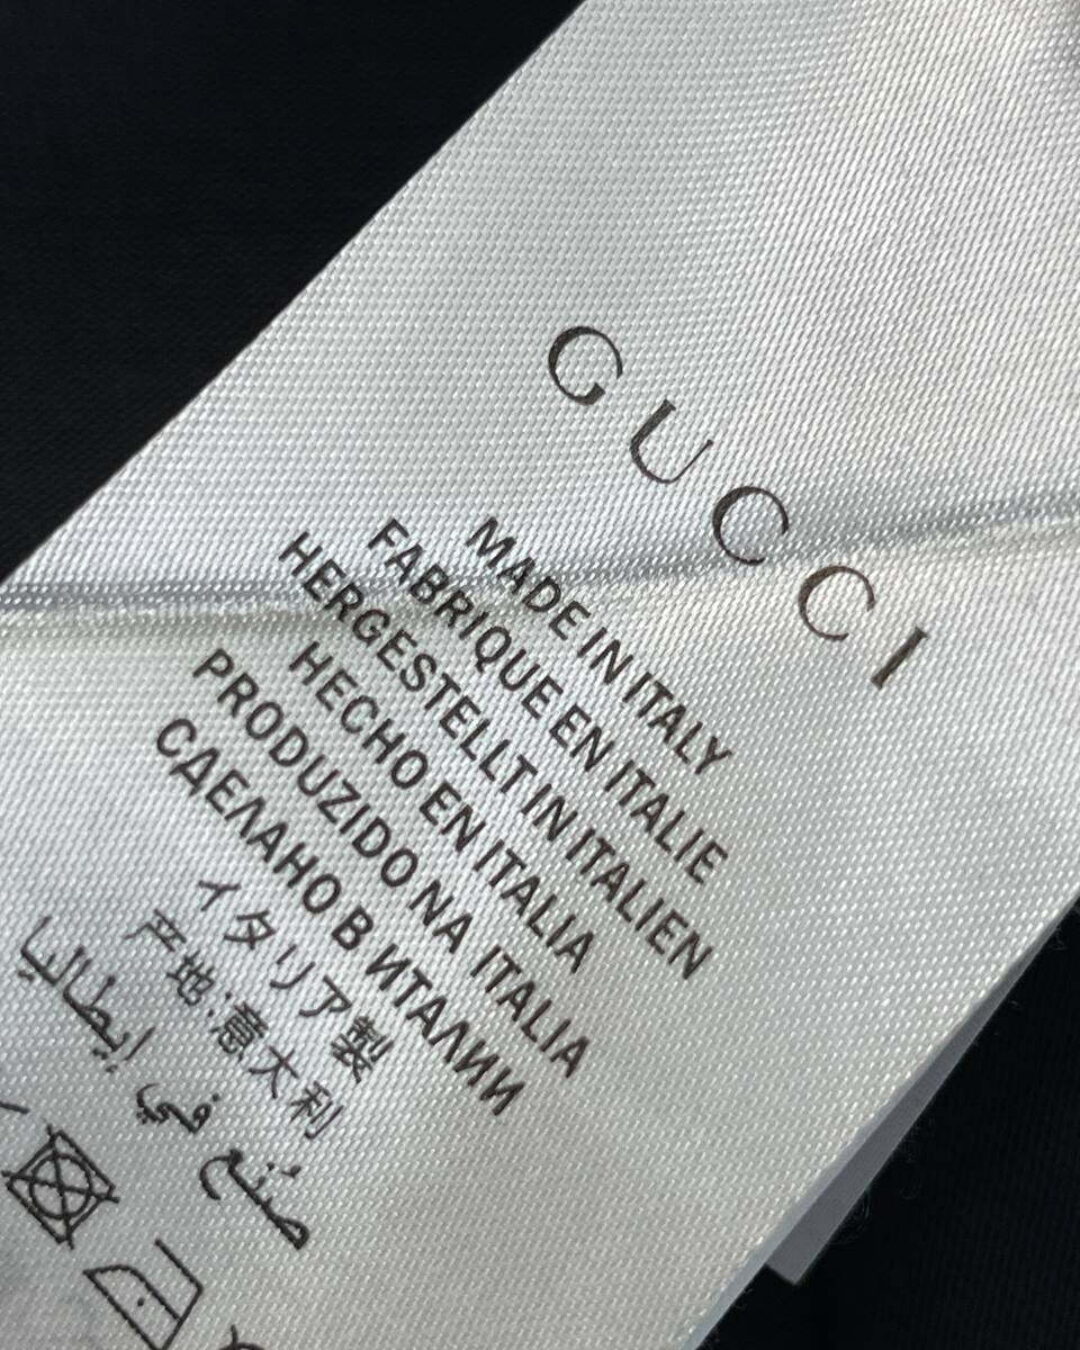 GUCCI
MADE IN ITALY
FABRIQUE EN ITALIE
HERGESTELLT IN ITALIEN
HECHO EN ITALIA
PRODUZIDO NA ITALIA
СДЕЛАНО В ИТАЛИИ
イタリア製
产地:意大利
صنع في إيطاليا